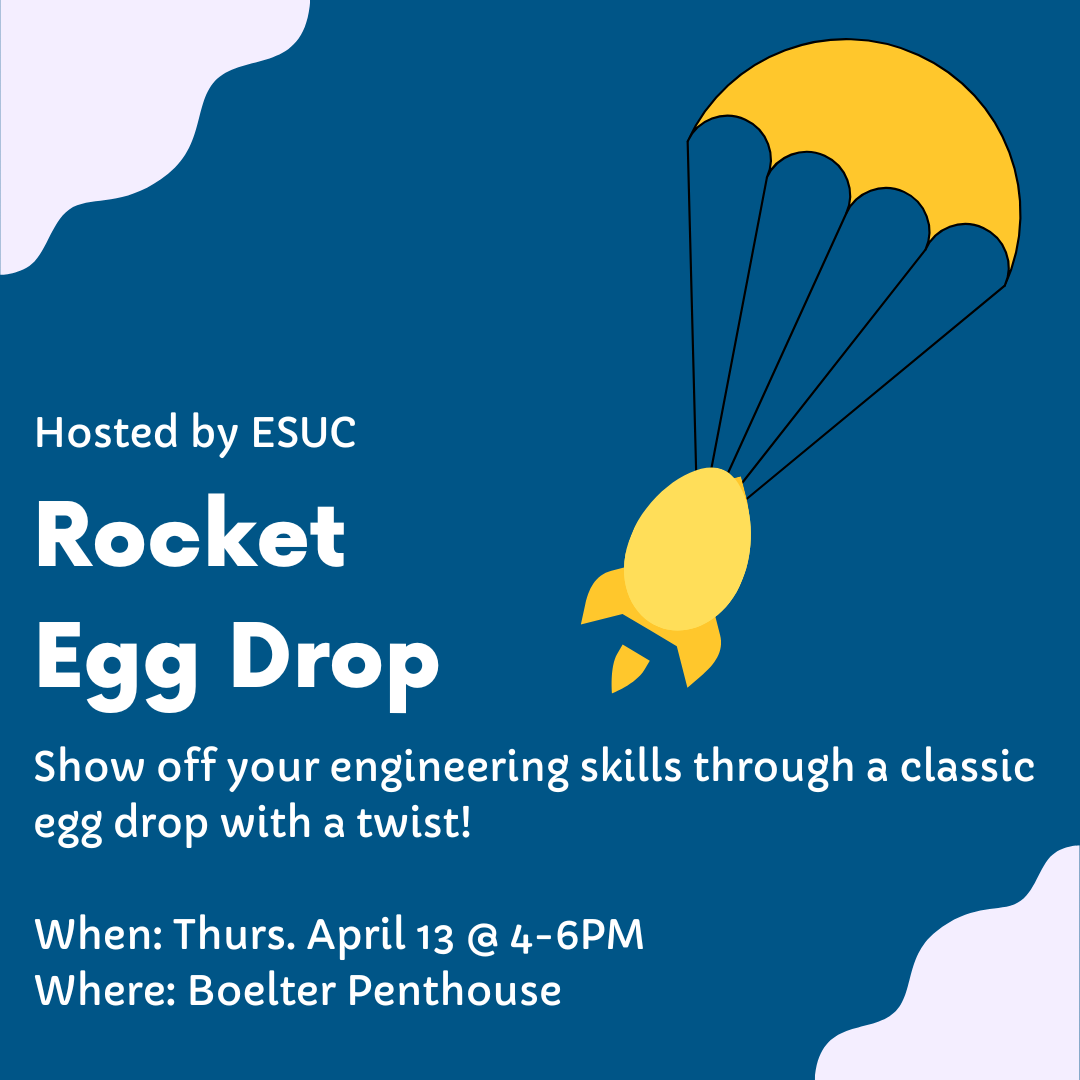 Hosted by ESUC
Rocket
Egg Drop
Show off your engineering skills through a classic
egg drop with a twist!
When: Thurs. April 13 @ 4-6PM
Where: Boelter Penthouse